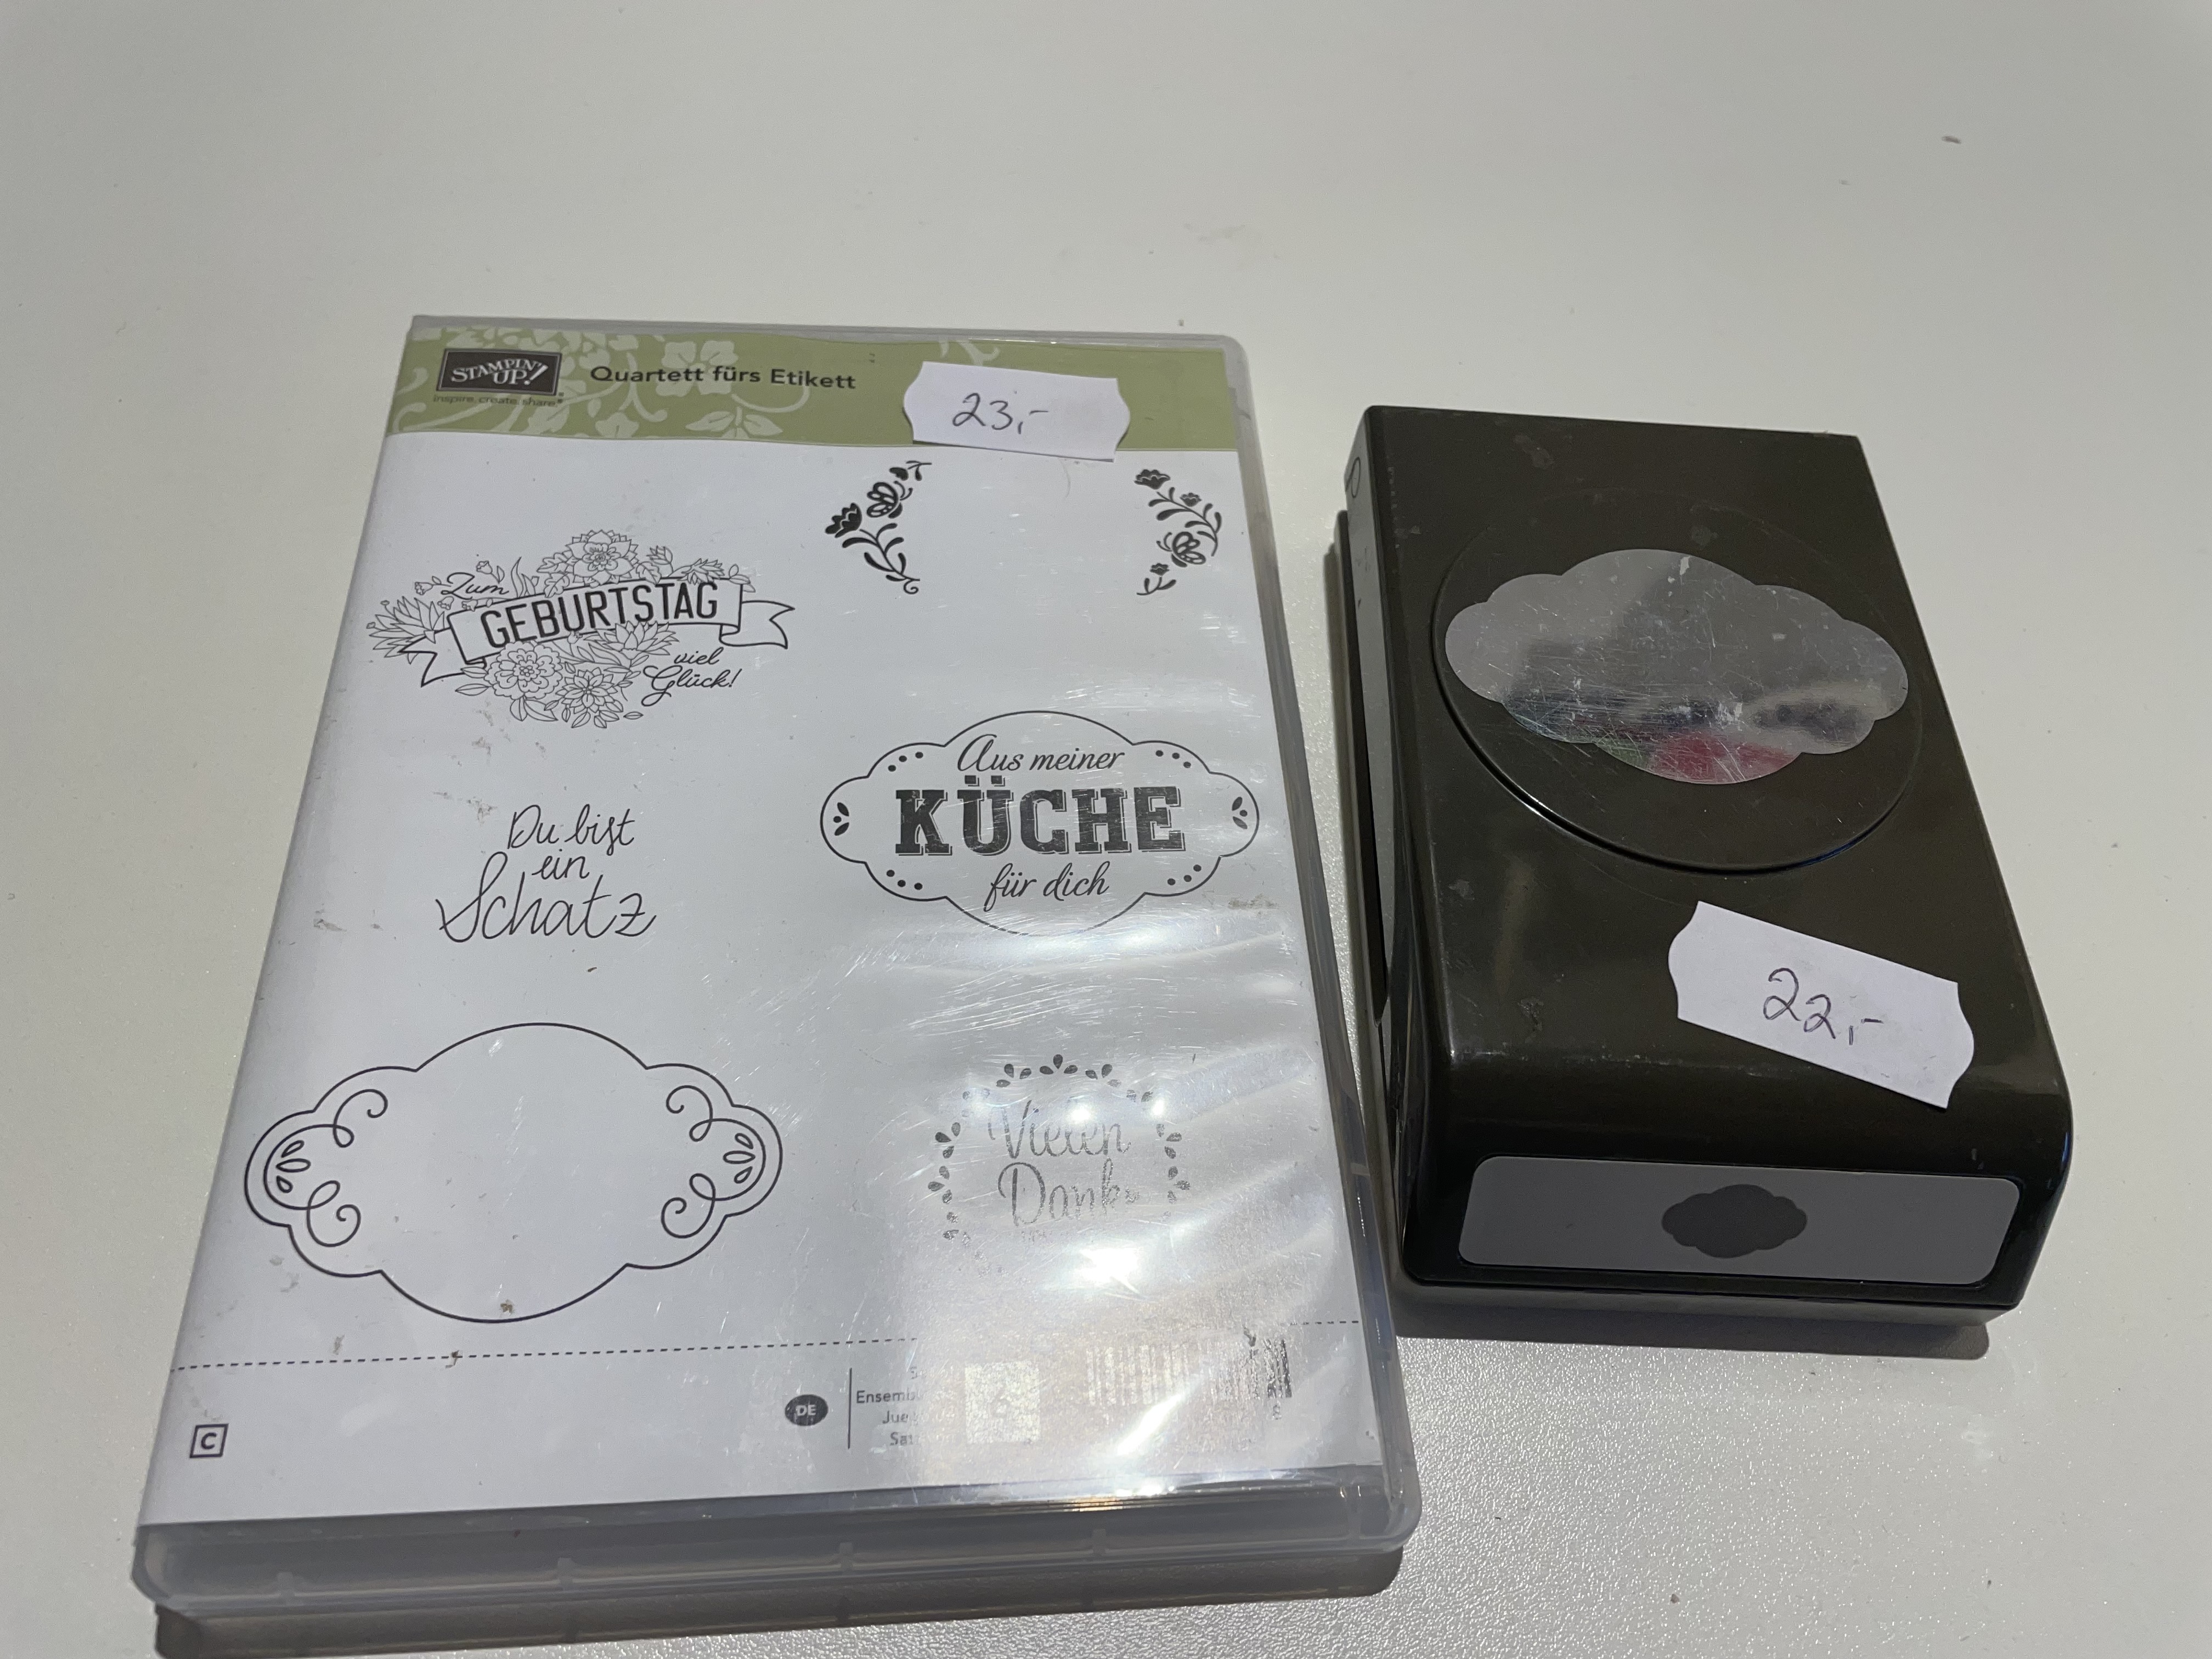 STAMPIN' UP!
inspire. create. share.®
Quartett fürs Etikett
23,-
Zum
GEBURTSTAG
viel
Glück!
Aus meiner
KÜCHE
für dich
Du bist
ein
Schatz
Vielen
Dank
C
DE
22,-